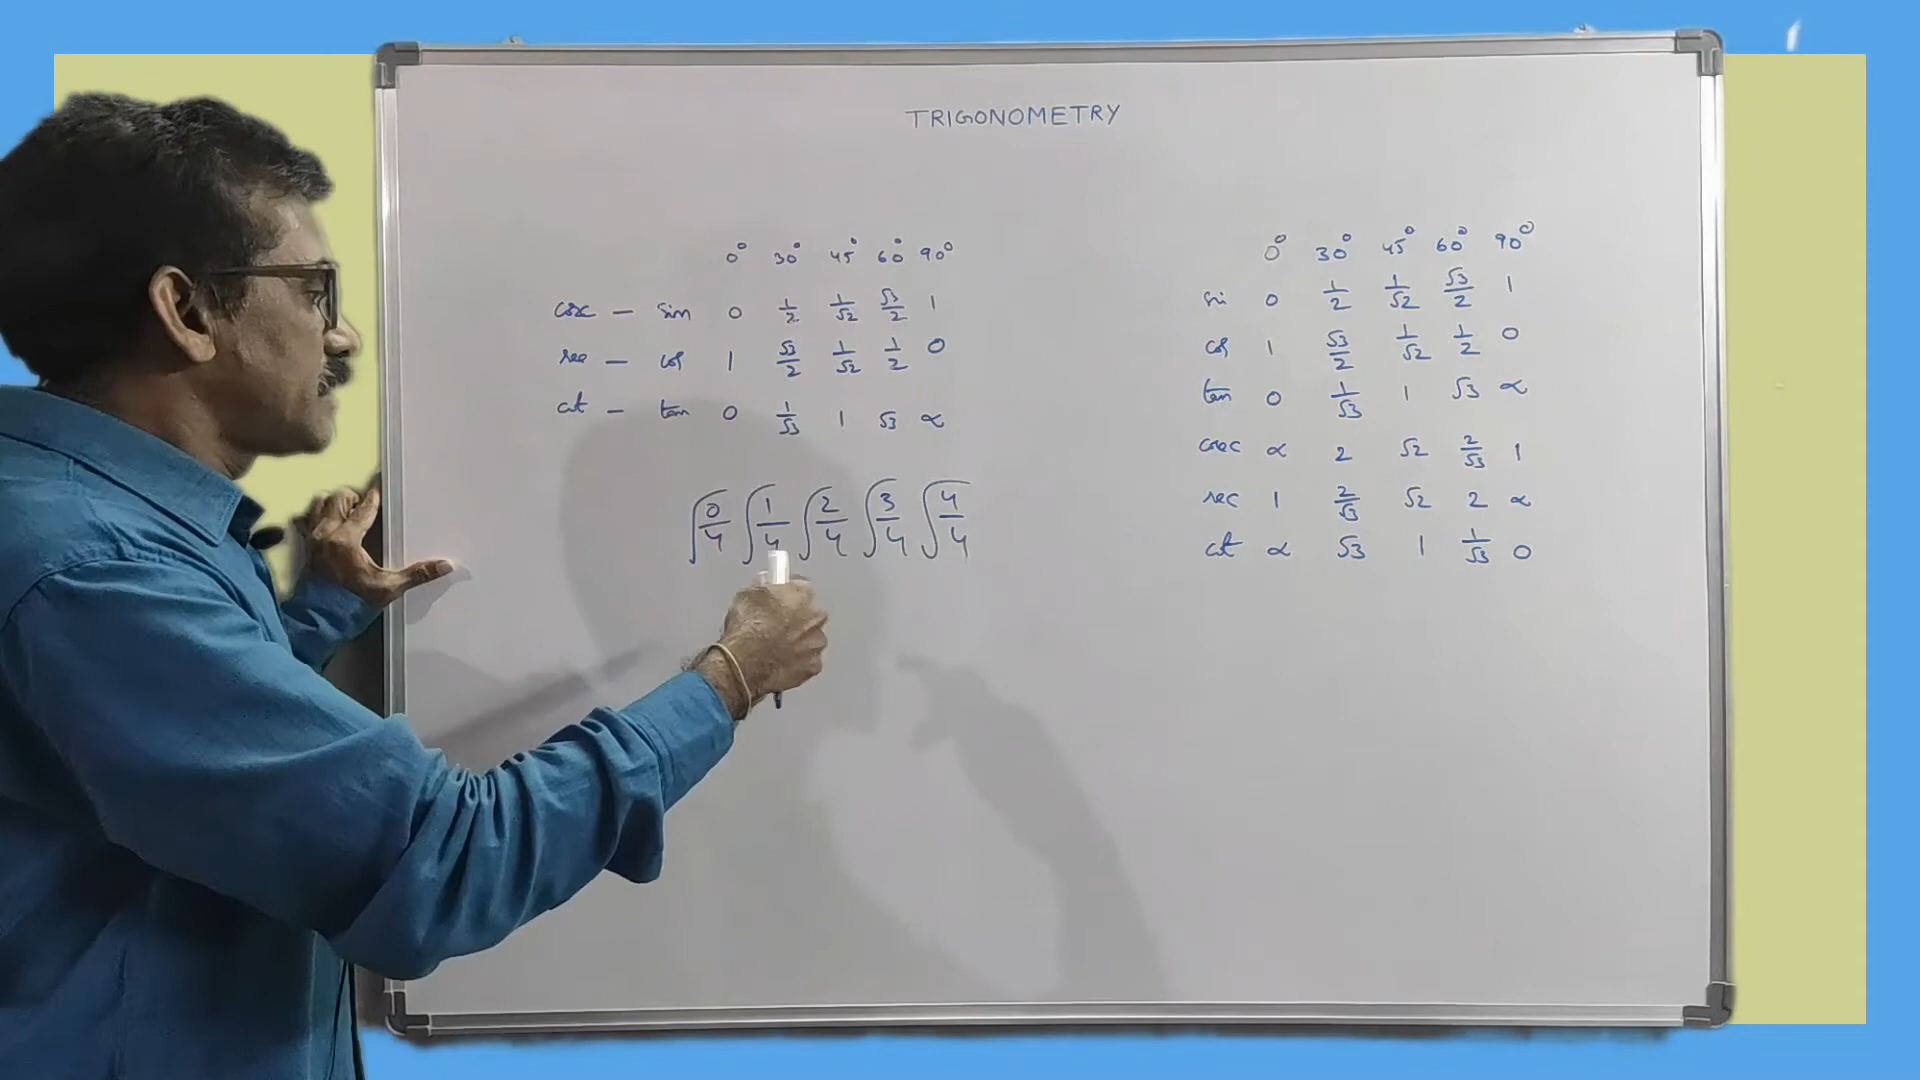 TRIGONOMETRY
0° 30° 45° 60° 90°
cosec – sin 0 1/2 1/√2 √3/2 1
sec – cos 1 √3/2 1/√2 1/2 0
cot – tan 0 1/√3 1 √3 ∝
√0/4 √1/4 √2/4 √3/4 √4/4
0° 30° 45° 60° 90°
sin 0 1/2 1/√2 √3/2 1
cos 1 √3/2 1/√2 1/2 0
tan 0 1/√3 1 √3 ∝
cosec ∝ 2 √2 2/√3 1
sec 1 2/√3 √2 2 ∝
cot ∝ √3 1 1/√3 0